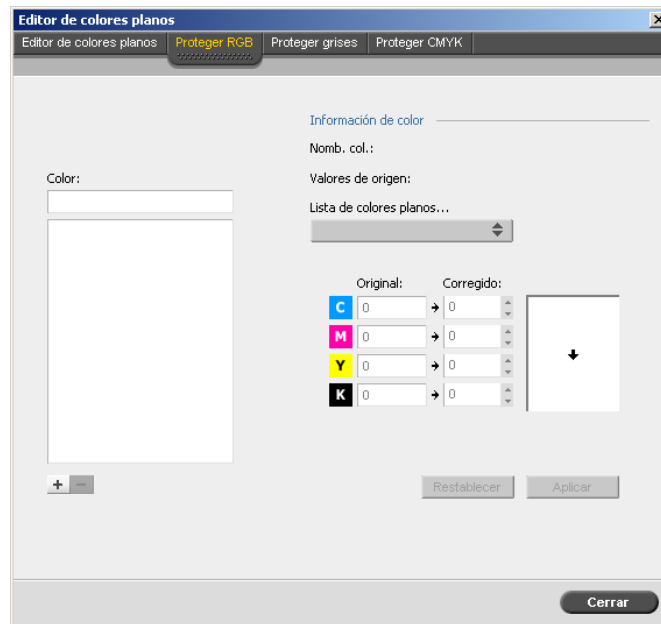 Editor de colores planos
Editor de colores planos Proteger RGB Proteger grises Proteger CMYK
Información de color
Nomb. col.:
Color:
Valores de origen:
Lista de colores planos...
Original: Corregido:
C 0 0
M 0 0
Y 0 0
K 0 0
Restablecer Aplicar
Cerrar